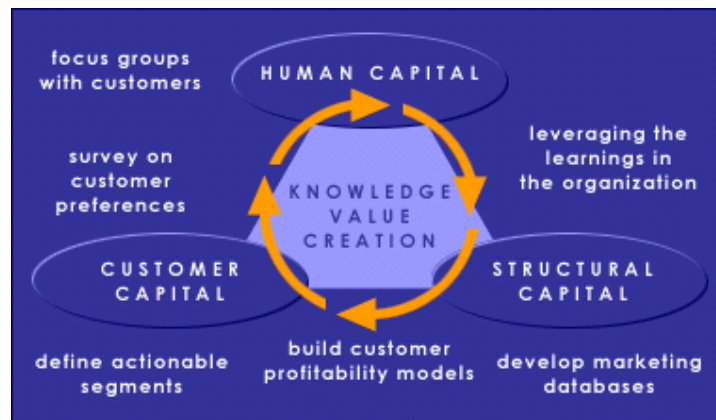 focus groups
with customers
HUMAN CAPITAL
leveraging the
learnings in
the organization
survey on
customer
preferences
KNOWLEDGE
VALUE
CREATION
CUSTOMER
CAPITAL
STRUCTURAL
CAPITAL
define actionable
segments
build customer
profitability models
develop marketing
databases